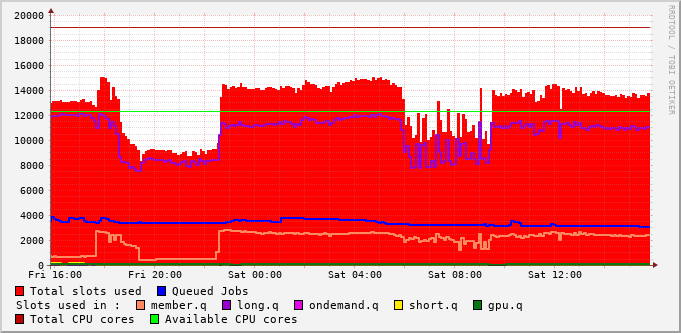 20000
18000
16000
14000
12000
10000
8000
6000
4000
2000
0
Fri 16:00 Fri 20:00 Sat 00:00 Sat 04:00 Sat 08:00 Sat 12:00
RRDTOOL / TOBI OETIKER
Total slots used Queued Jobs
Slots used in : member.q long.q ondemand.q short.q gpu.q
Total CPU cores Available CPU cores